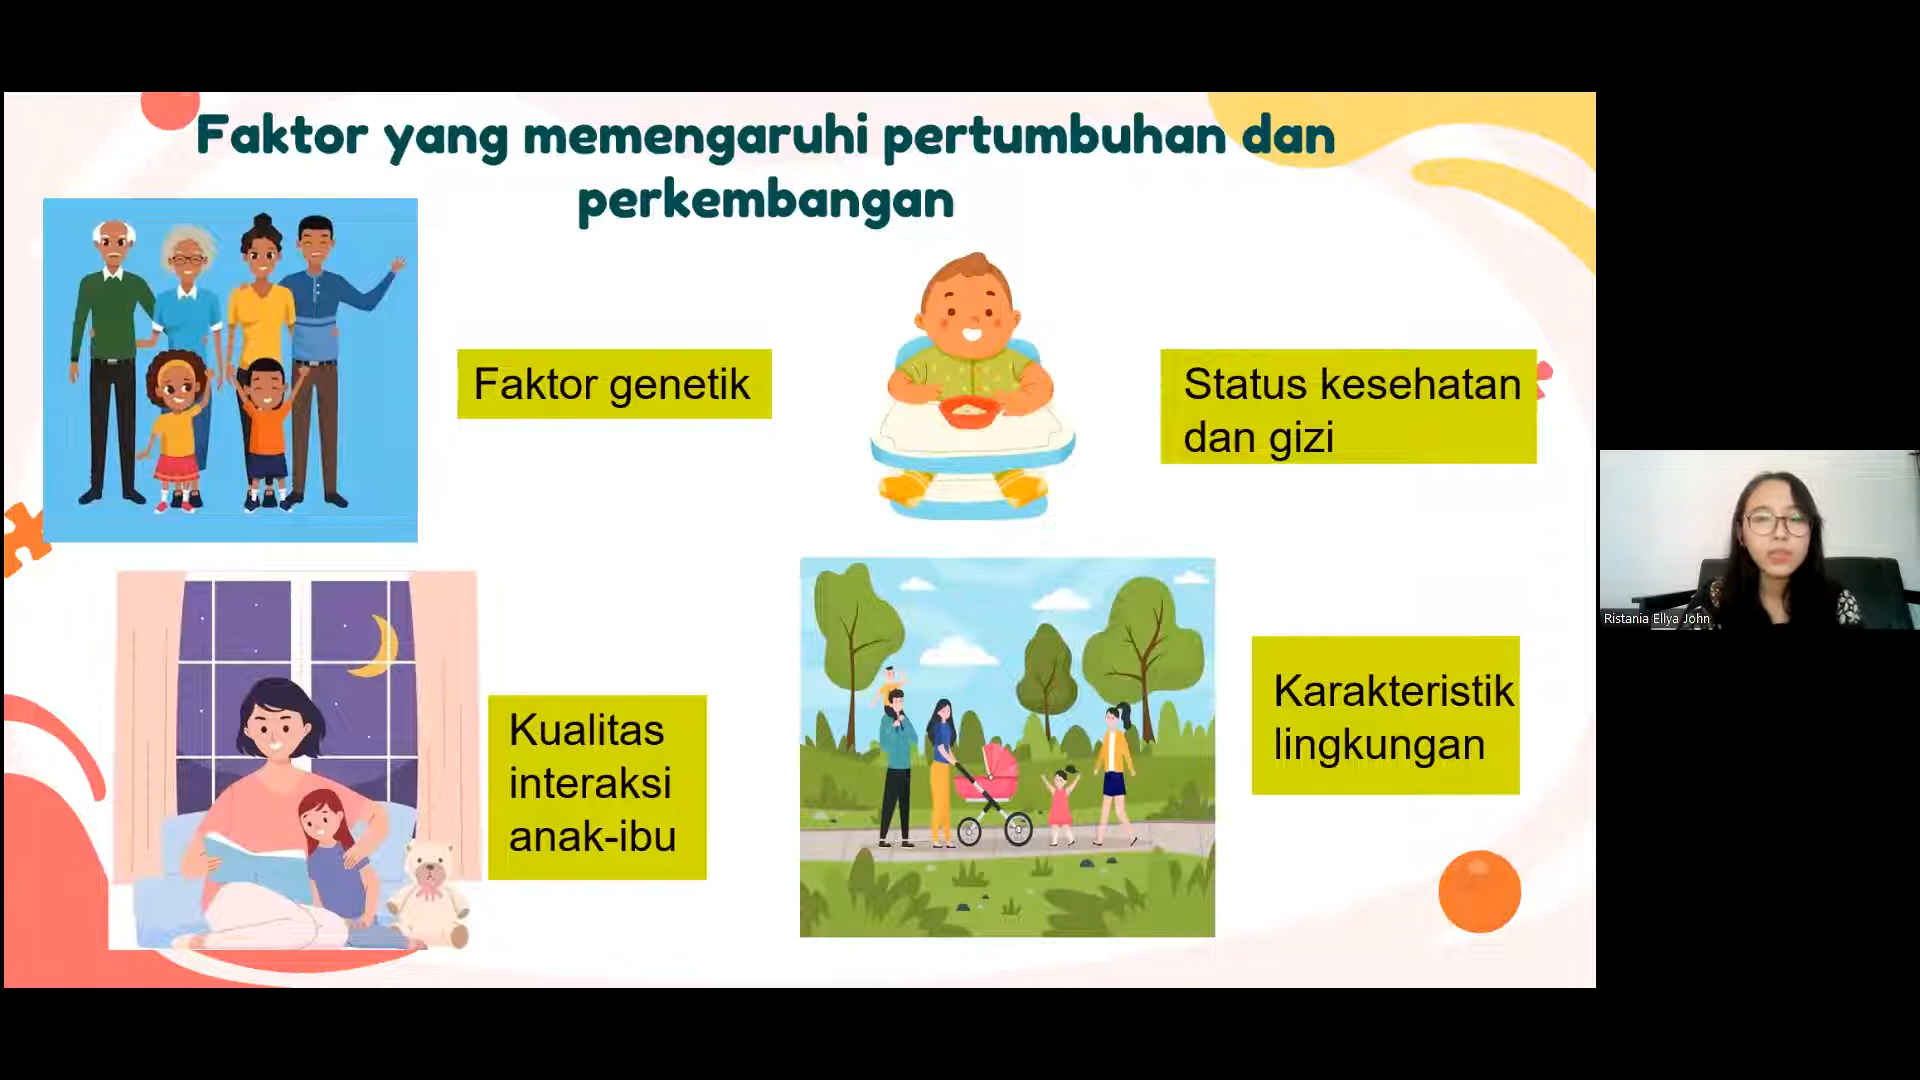 Faktor yang memengaruhi pertumbuhan dan
perkembangan
Faktor genetik
Status kesehatan
dan gizi
Kualitas
interaksi
anak-ibu
Karakteristik
lingkungan
Ristania Ellya John